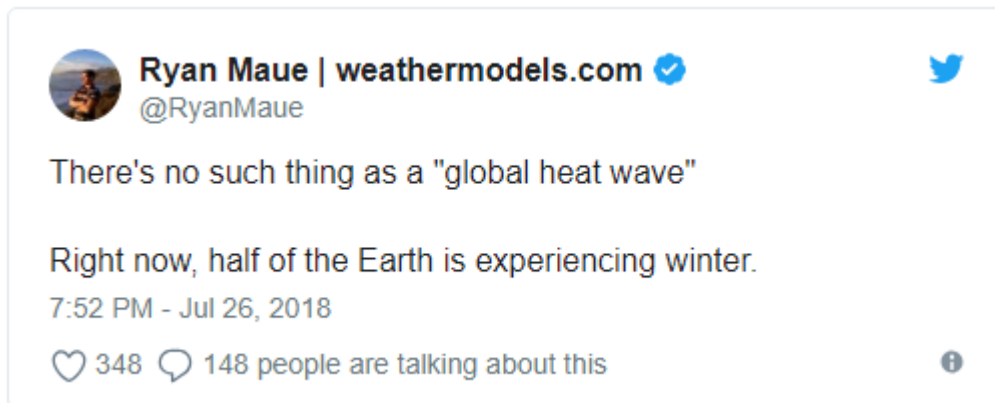 Ryan Maue | weathermodels.com
@RyanMaue
There's no such thing as a "global heat wave"
Right now, half of the Earth is experiencing winter.
7:52 PM - Jul 26, 2018
348 148 people are talking about this